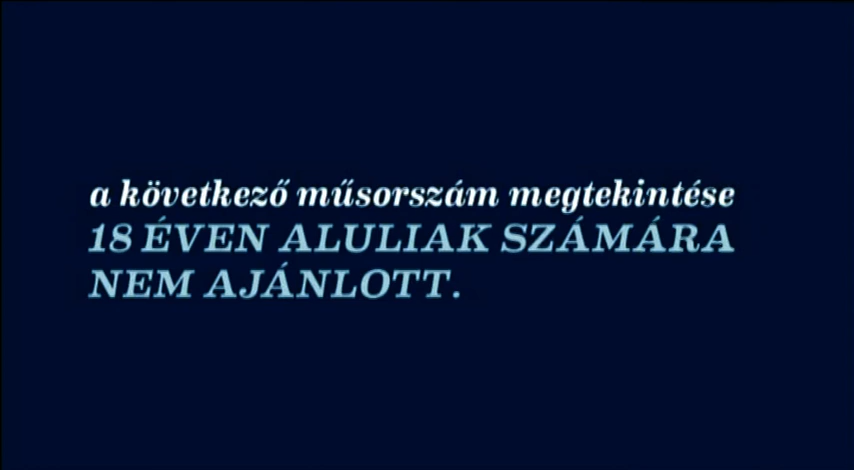 a következő műsorszám megtekintése
18 ÉVEN ALULIAK SZÁMÁRA
NEM AJÁNLOTT.